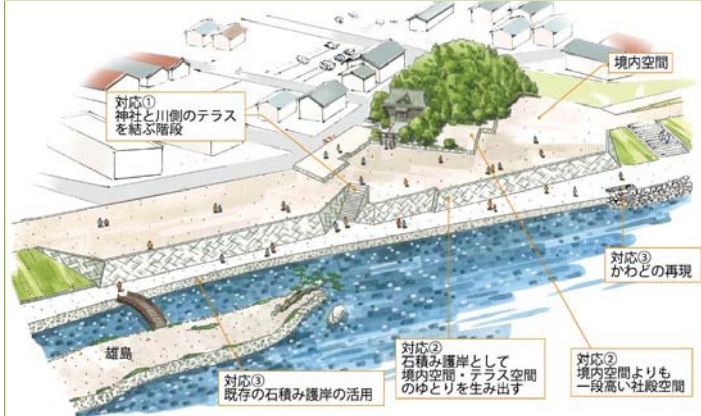 境内空間
対応①
神社と川側のテラス
を結ぶ階段
対応③
かわどの再現
雄島
対応③
既存の石積み護岸の活用
対応②
石積み護岸として
境内空間・テラス空間
のゆとりを生み出す
対応②
境内空間よりも
一段高い社殿空間